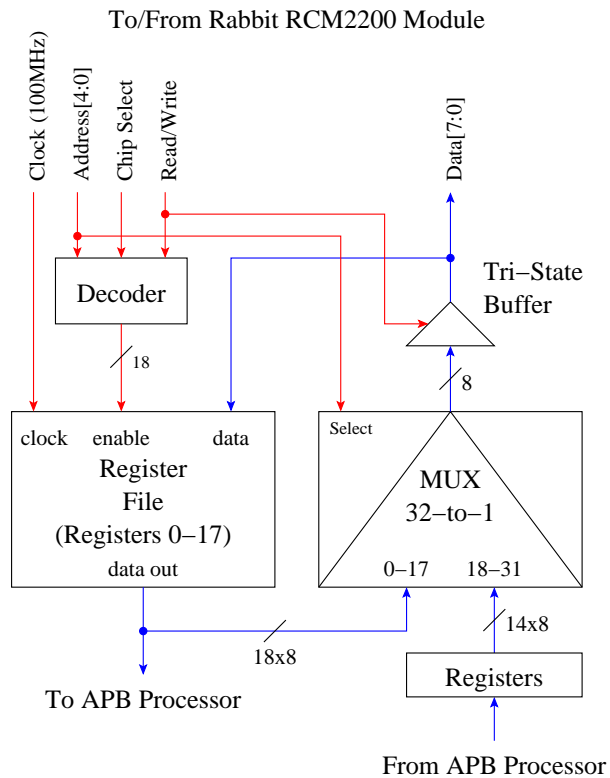 To/From Rabbit RCM2200 Module
Clock (100MHz)
Address[4:0]
Chip Select
Read/Write
Data[7:0]
Decoder
Tri−State
Buffer
18
8
clock
enable
data
Register
File
(Registers 0−17)
data out
Select
MUX
32−to−1
0−17
18−31
18x8
14x8
To APB Processor
Registers
From APB Processor